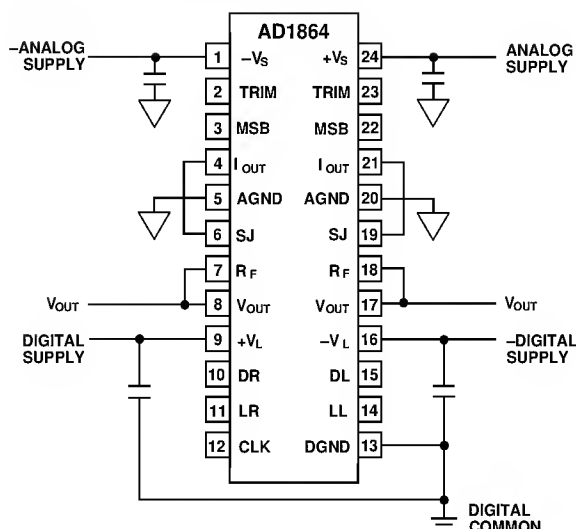 AD1864
–ANALOG SUPPLY
1 –VS
+VS 24
ANALOG SUPPLY
2 TRIM
TRIM 23
3 MSB
MSB 22
4 IOUT
IOUT 21
5 AGND
AGND 20
6 SJ
SJ 19
7 RF
RF 18
VOUT
8 VOUT
VOUT 17
VOUT
DIGITAL SUPPLY
9 +VL
–VL 16
–DIGITAL SUPPLY
10 DR
DL 15
11 LR
LL 14
12 CLK
DGND 13
DIGITAL COMMON